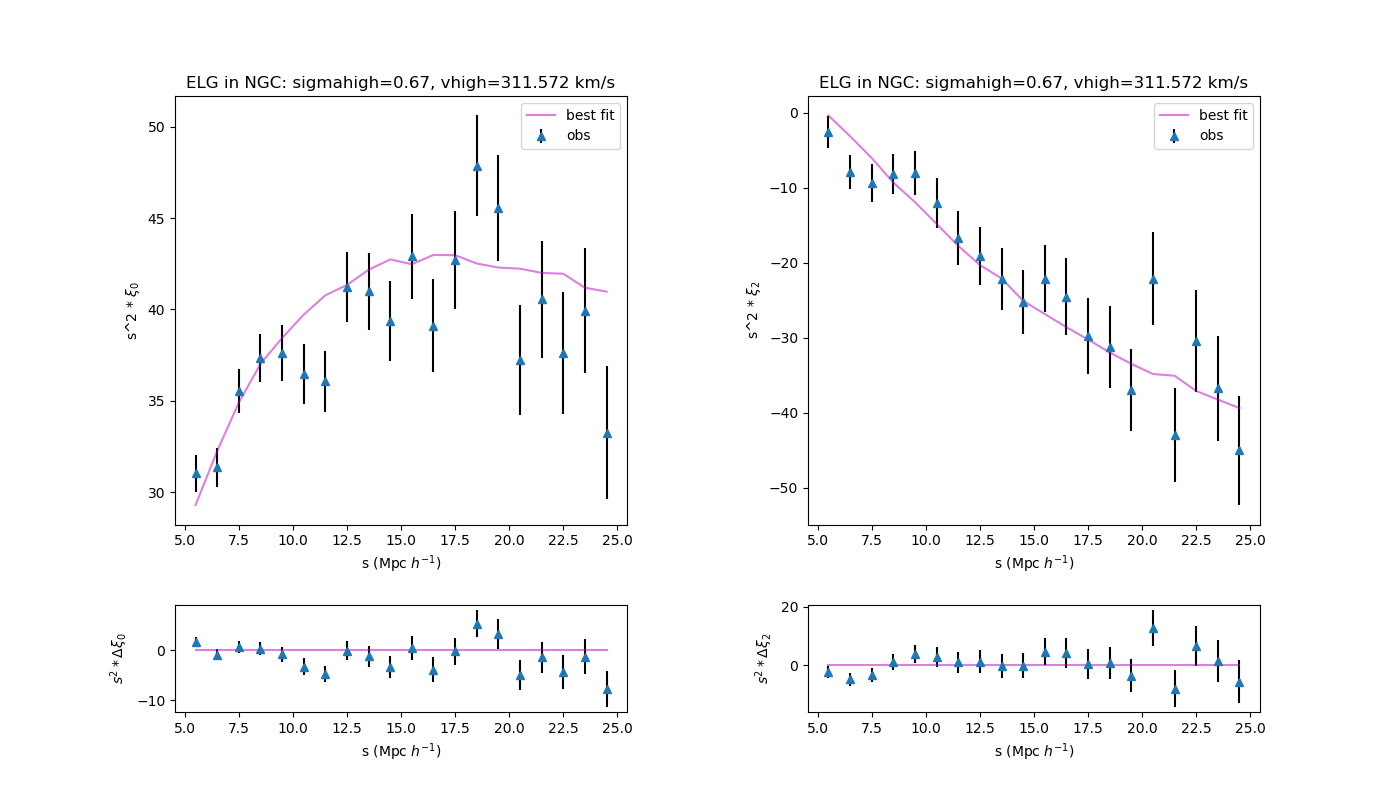 ELG in NGC: sigmahigh=0.67, vhigh=311.572 km/s
best fit
obs
s^2 * ξ0
50
45
40
35
30
5.0 7.5 10.0 12.5 15.0 17.5 20.0 22.5 25.0
s (Mpc h−1)
ELG in NGC: sigmahigh=0.67, vhigh=311.572 km/s
best fit
obs
s^2 * ξ2
0
−10
−20
−30
−40
−50
5.0 7.5 10.0 12.5 15.0 17.5 20.0 22.5 25.0
s (Mpc h−1)
s2 * Δξ0
0
−10
5.0 7.5 10.0 12.5 15.0 17.5 20.0 22.5 25.0
s (Mpc h−1)
s2 * Δξ2
20
0
5.0 7.5 10.0 12.5 15.0 17.5 20.0 22.5 25.0
s (Mpc h−1)